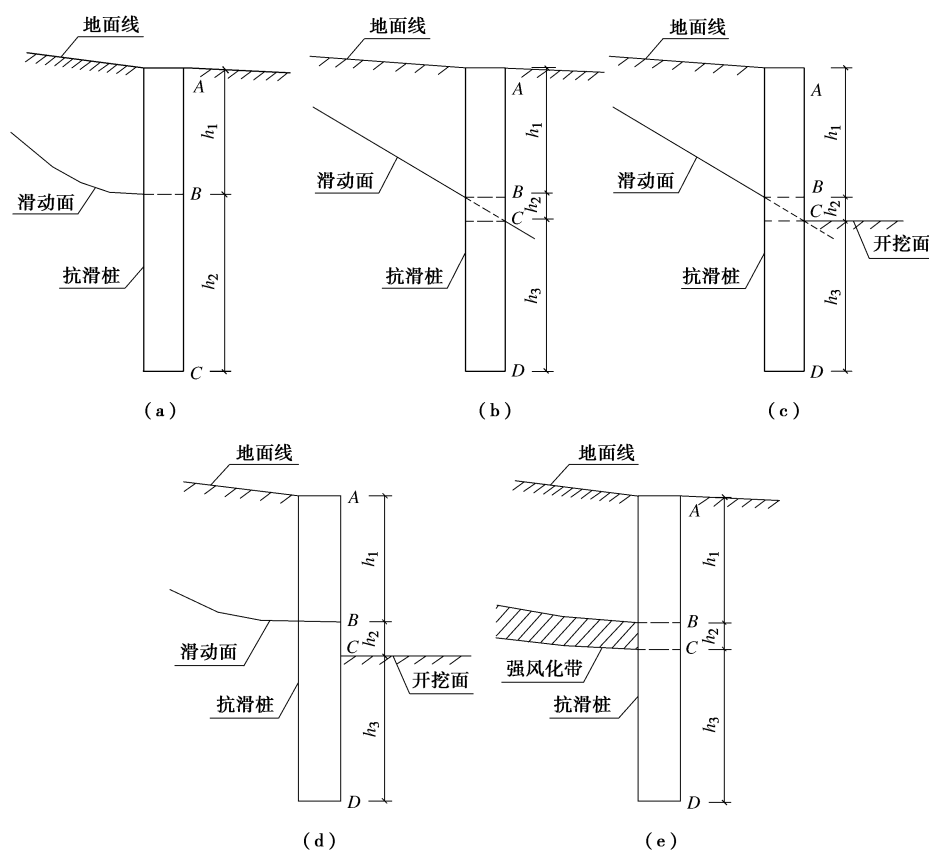 地面线
A
h1
滑动面
B
抗滑桩
h2
C
(a)
地面线
A
h1
滑动面
B
h2
C
抗滑桩
h3
D
(b)
地面线
A
h1
滑动面
B
h2
C
开挖面
抗滑桩
h3
D
(c)
地面线
A
h1
B
h2
滑动面
C
开挖面
抗滑桩
h3
D
(d)
地面线
A
h1
B
h2
C
强风化带
抗滑桩
h3
D
(e)